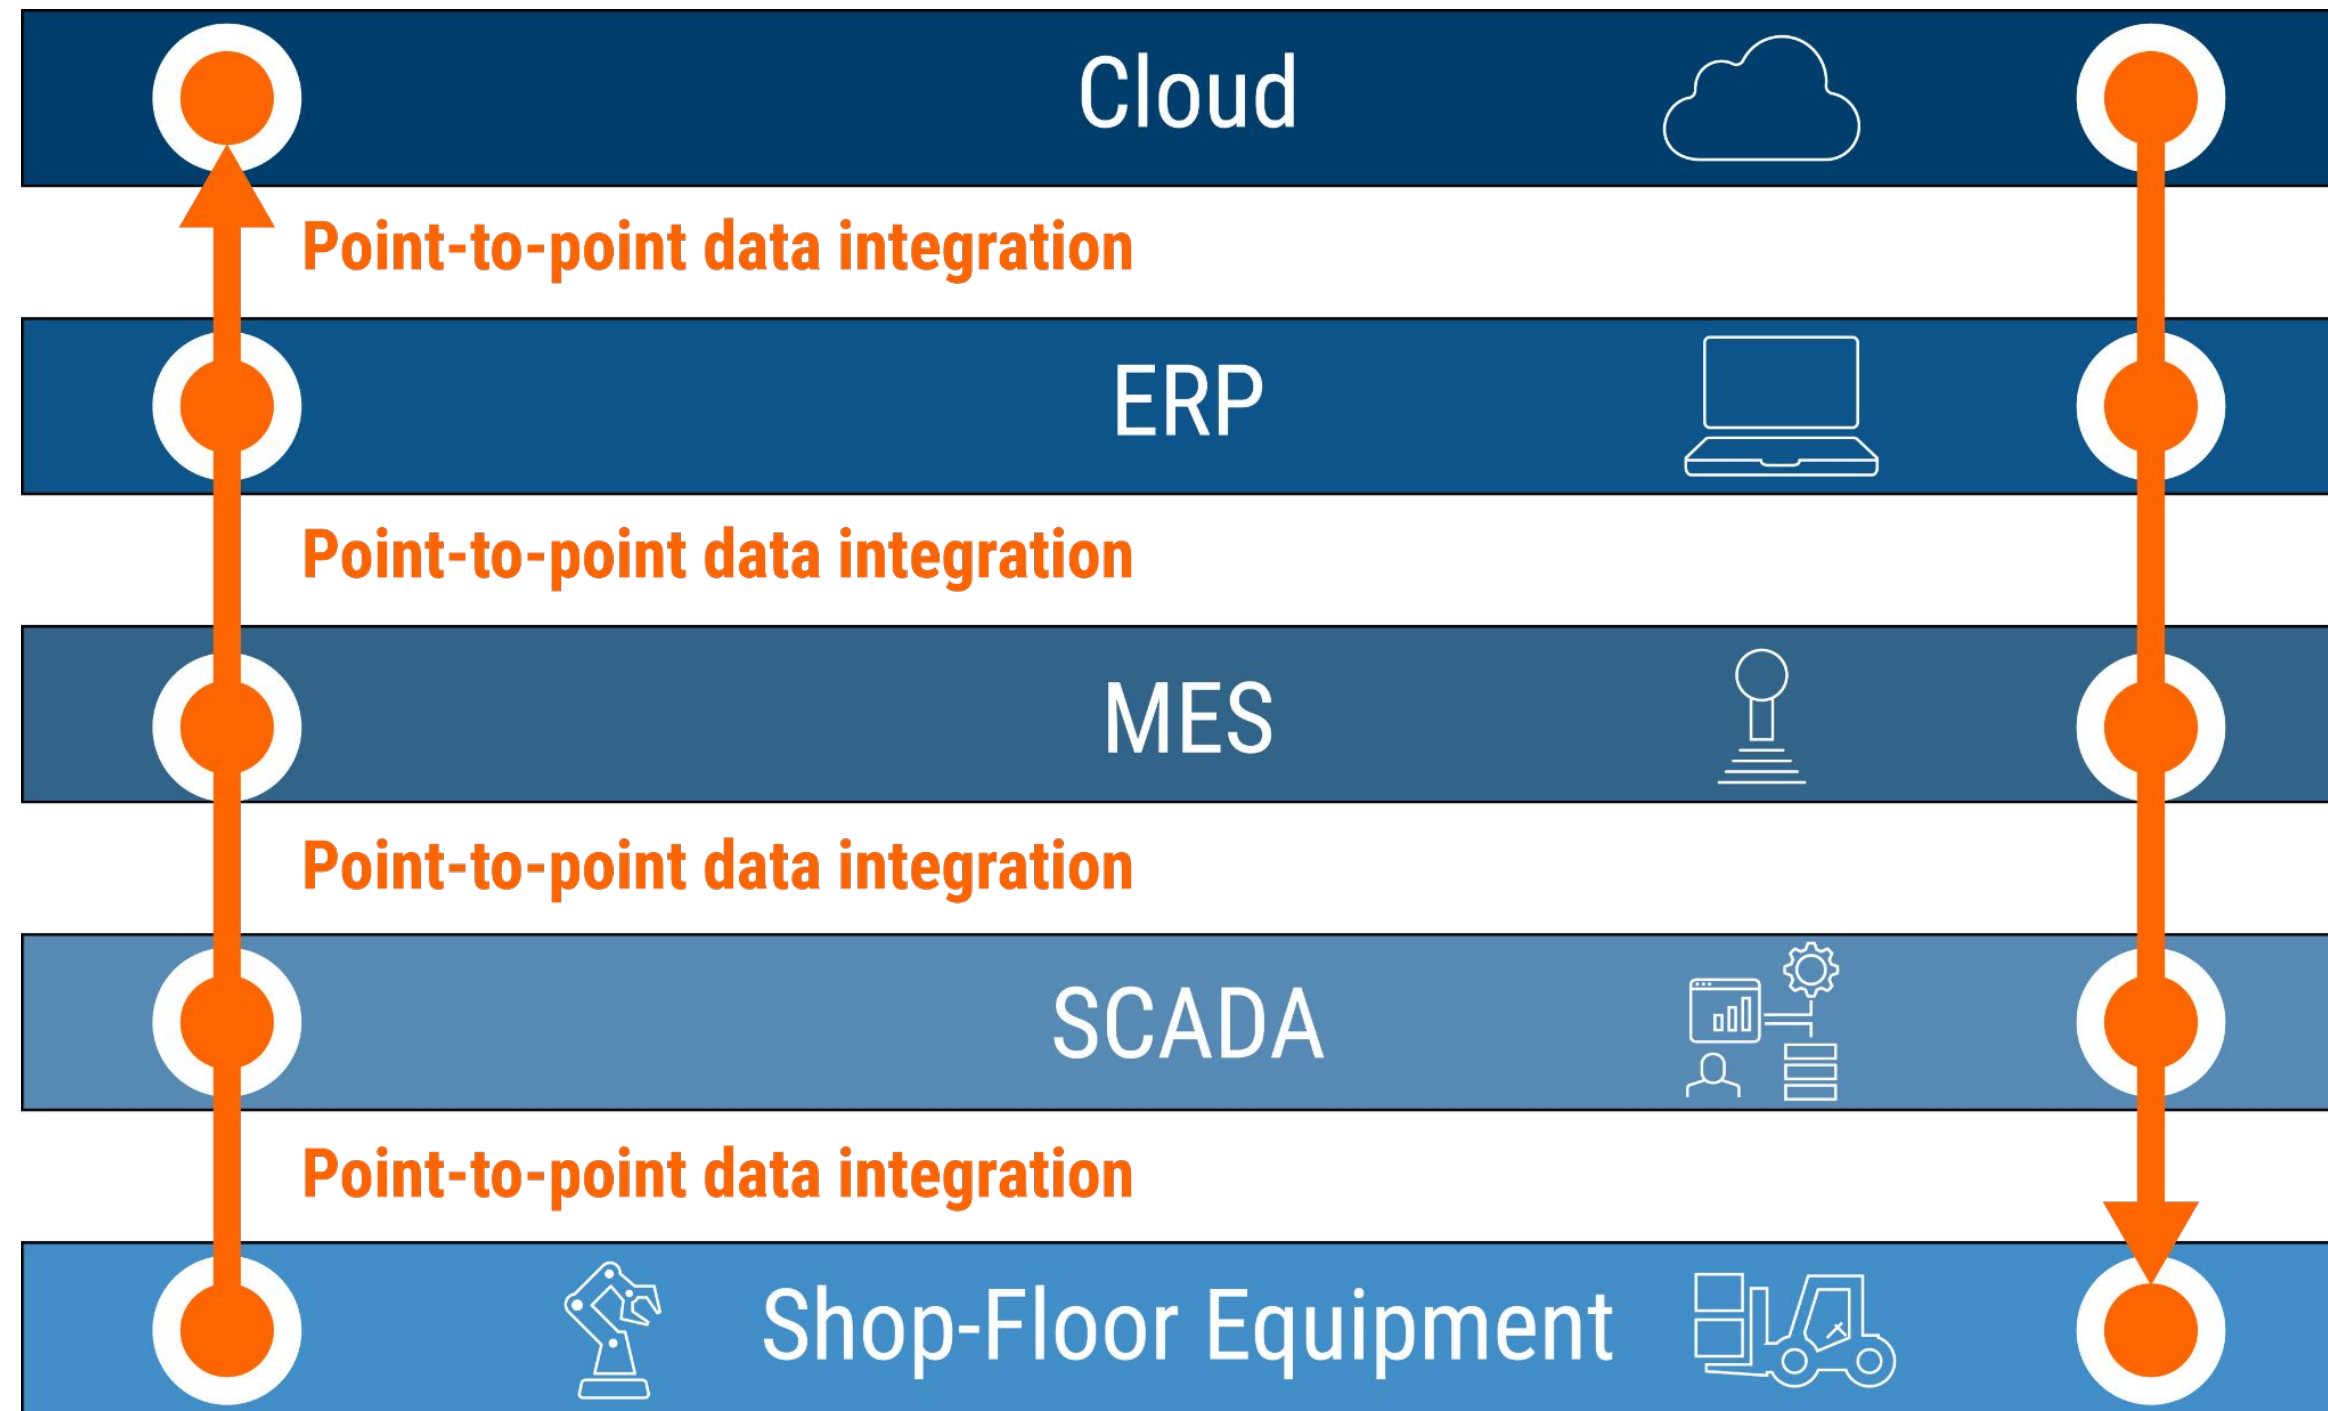 Cloud
Point-to-point data integration
ERP
Point-to-point data integration
MES
Point-to-point data integration
SCADA
Point-to-point data integration
Shop-Floor Equipment